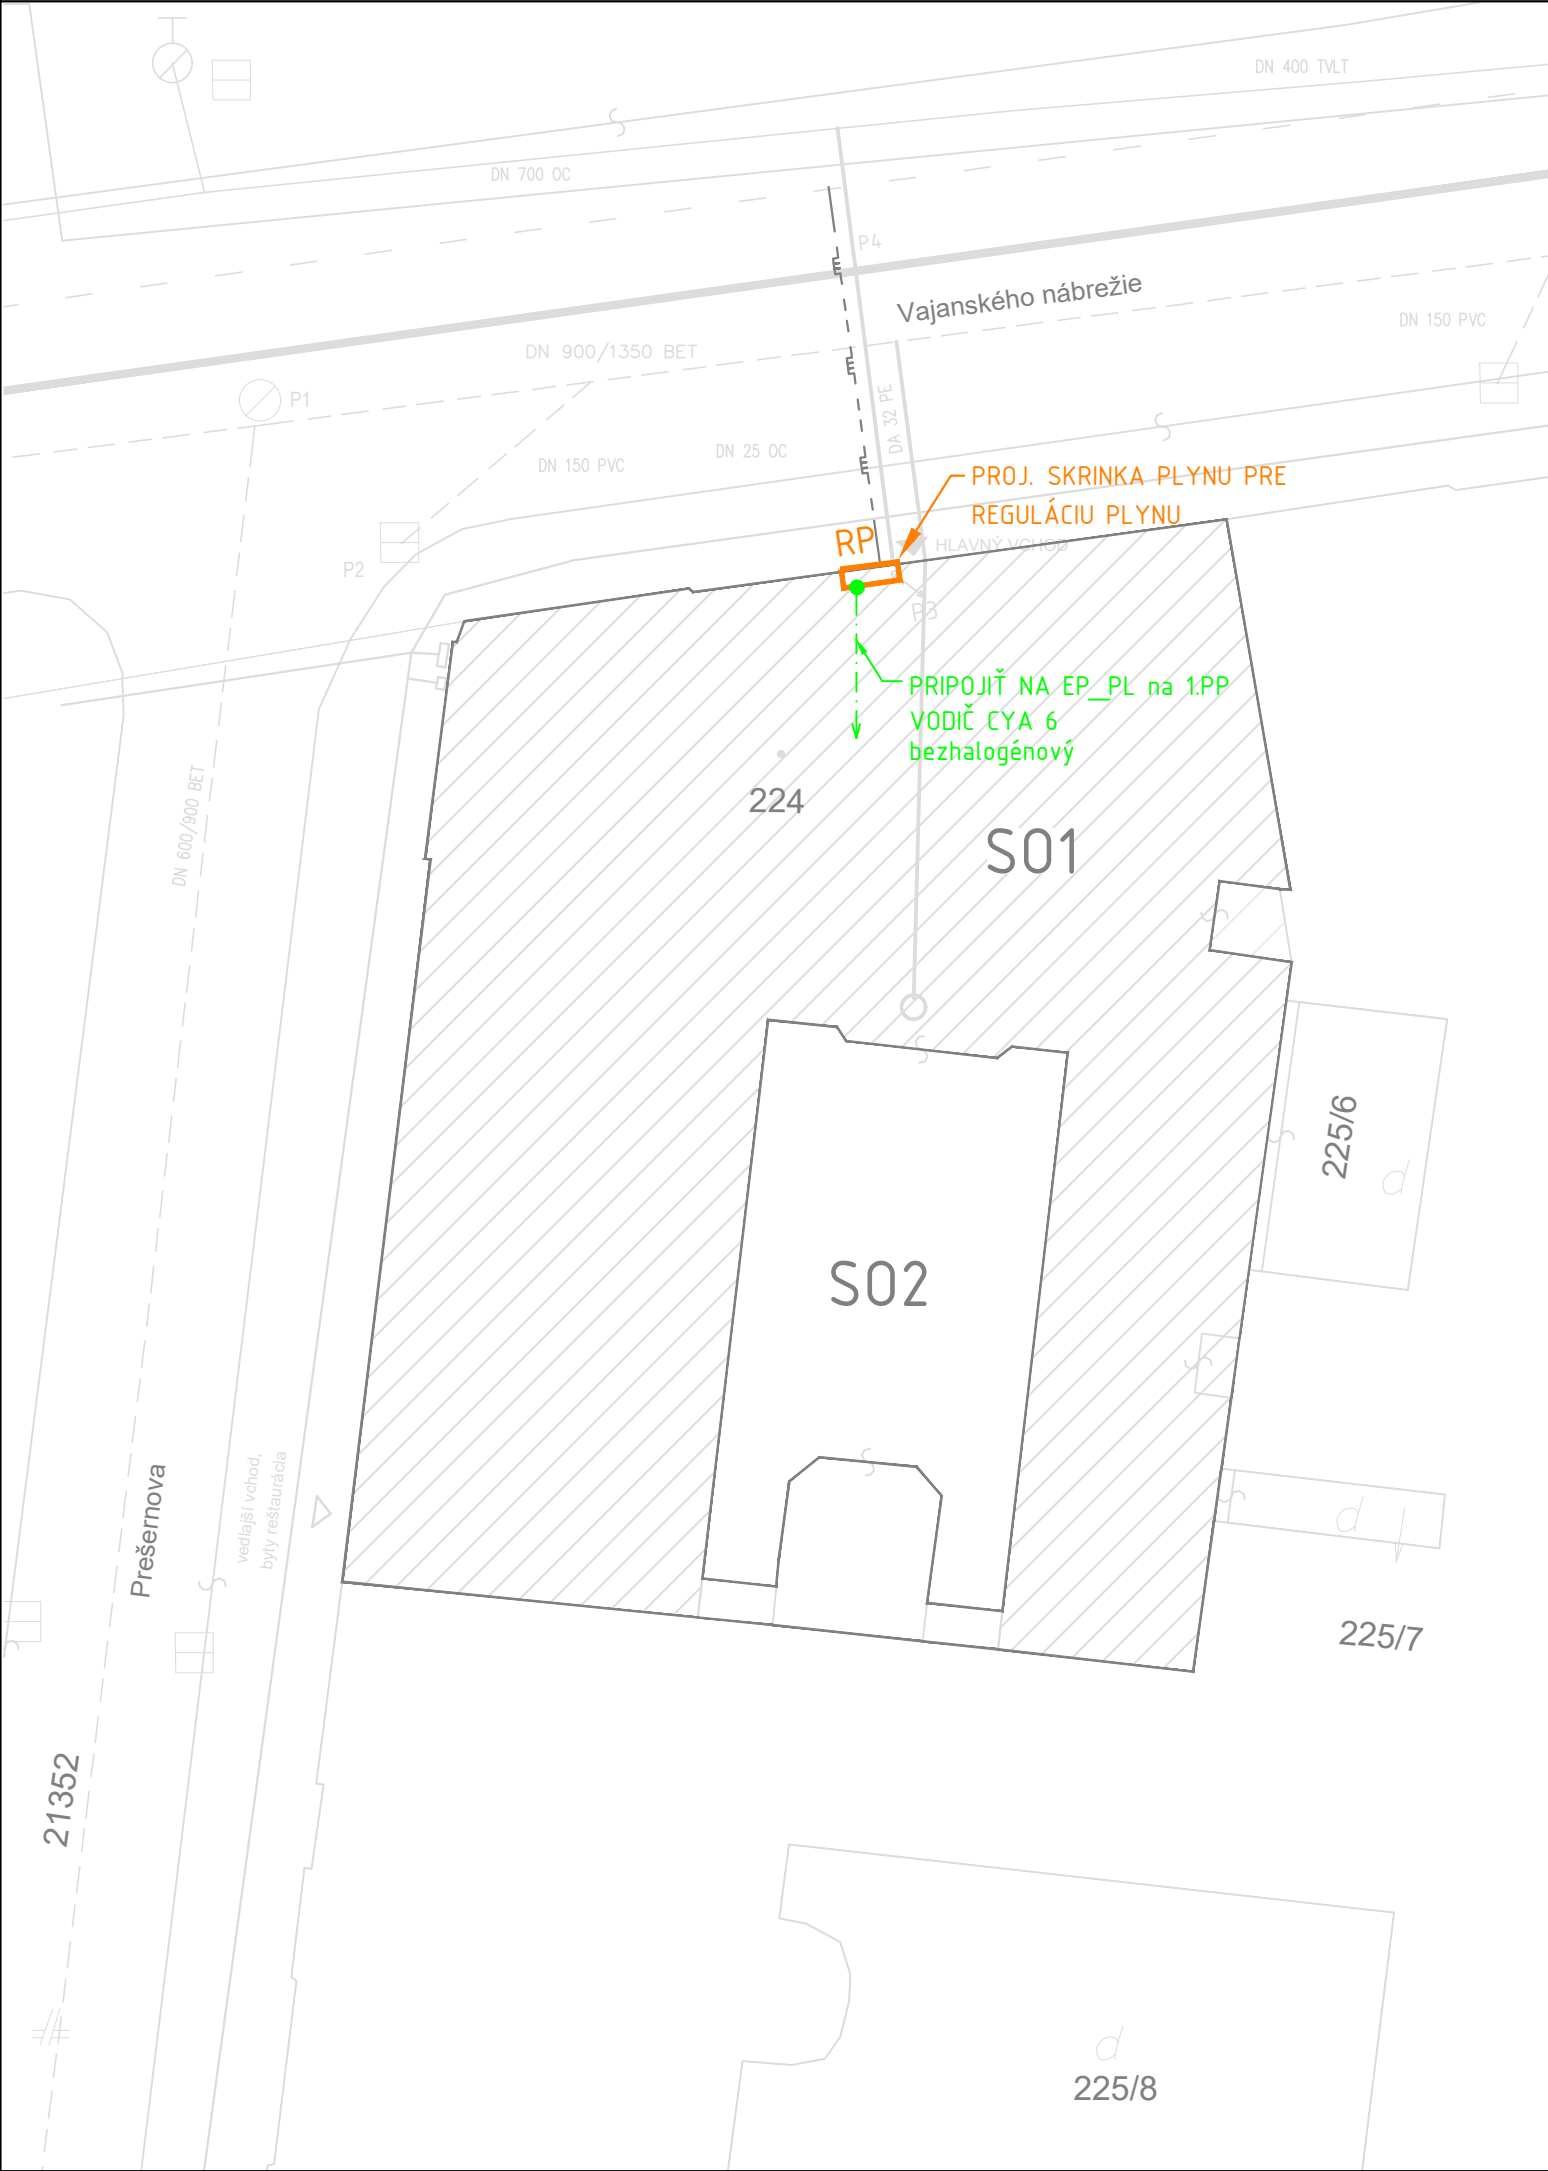 DN 400 TVLT
DN 700 OC
P4
Vajanského nábrežie
DN 150 PVC
DN 900/1350 BET
P1
DA 32 PE
DN 25 OC
DN 150 PVC
PROJ. SKRINKA PLYNU PRE
REGULÁCIU PLYNU
RP
HLAVNÝ VCHOD
P2
P3
PRIPOJIŤ NA EP_PL na 1.PP
VODIČ CYA 6
bezhalogénový
224
DN 600/900 BET
SO1
225/6
SO2
vedlajší vchod,
byty reštaurácia
Prešernova
225/7
21352
225/8